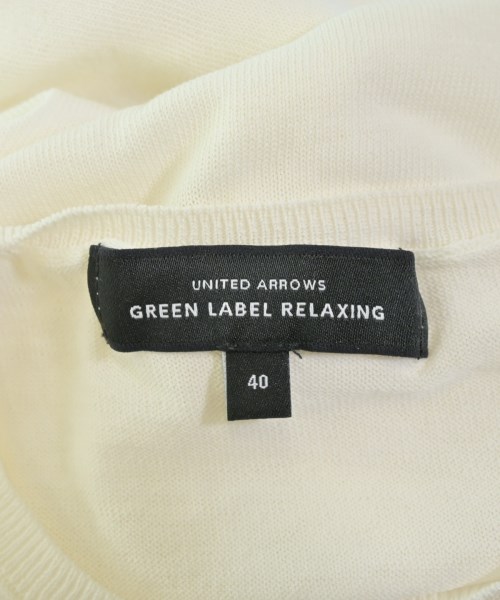 UNITED ARROWS
GREEN LABEL RELAXING
40